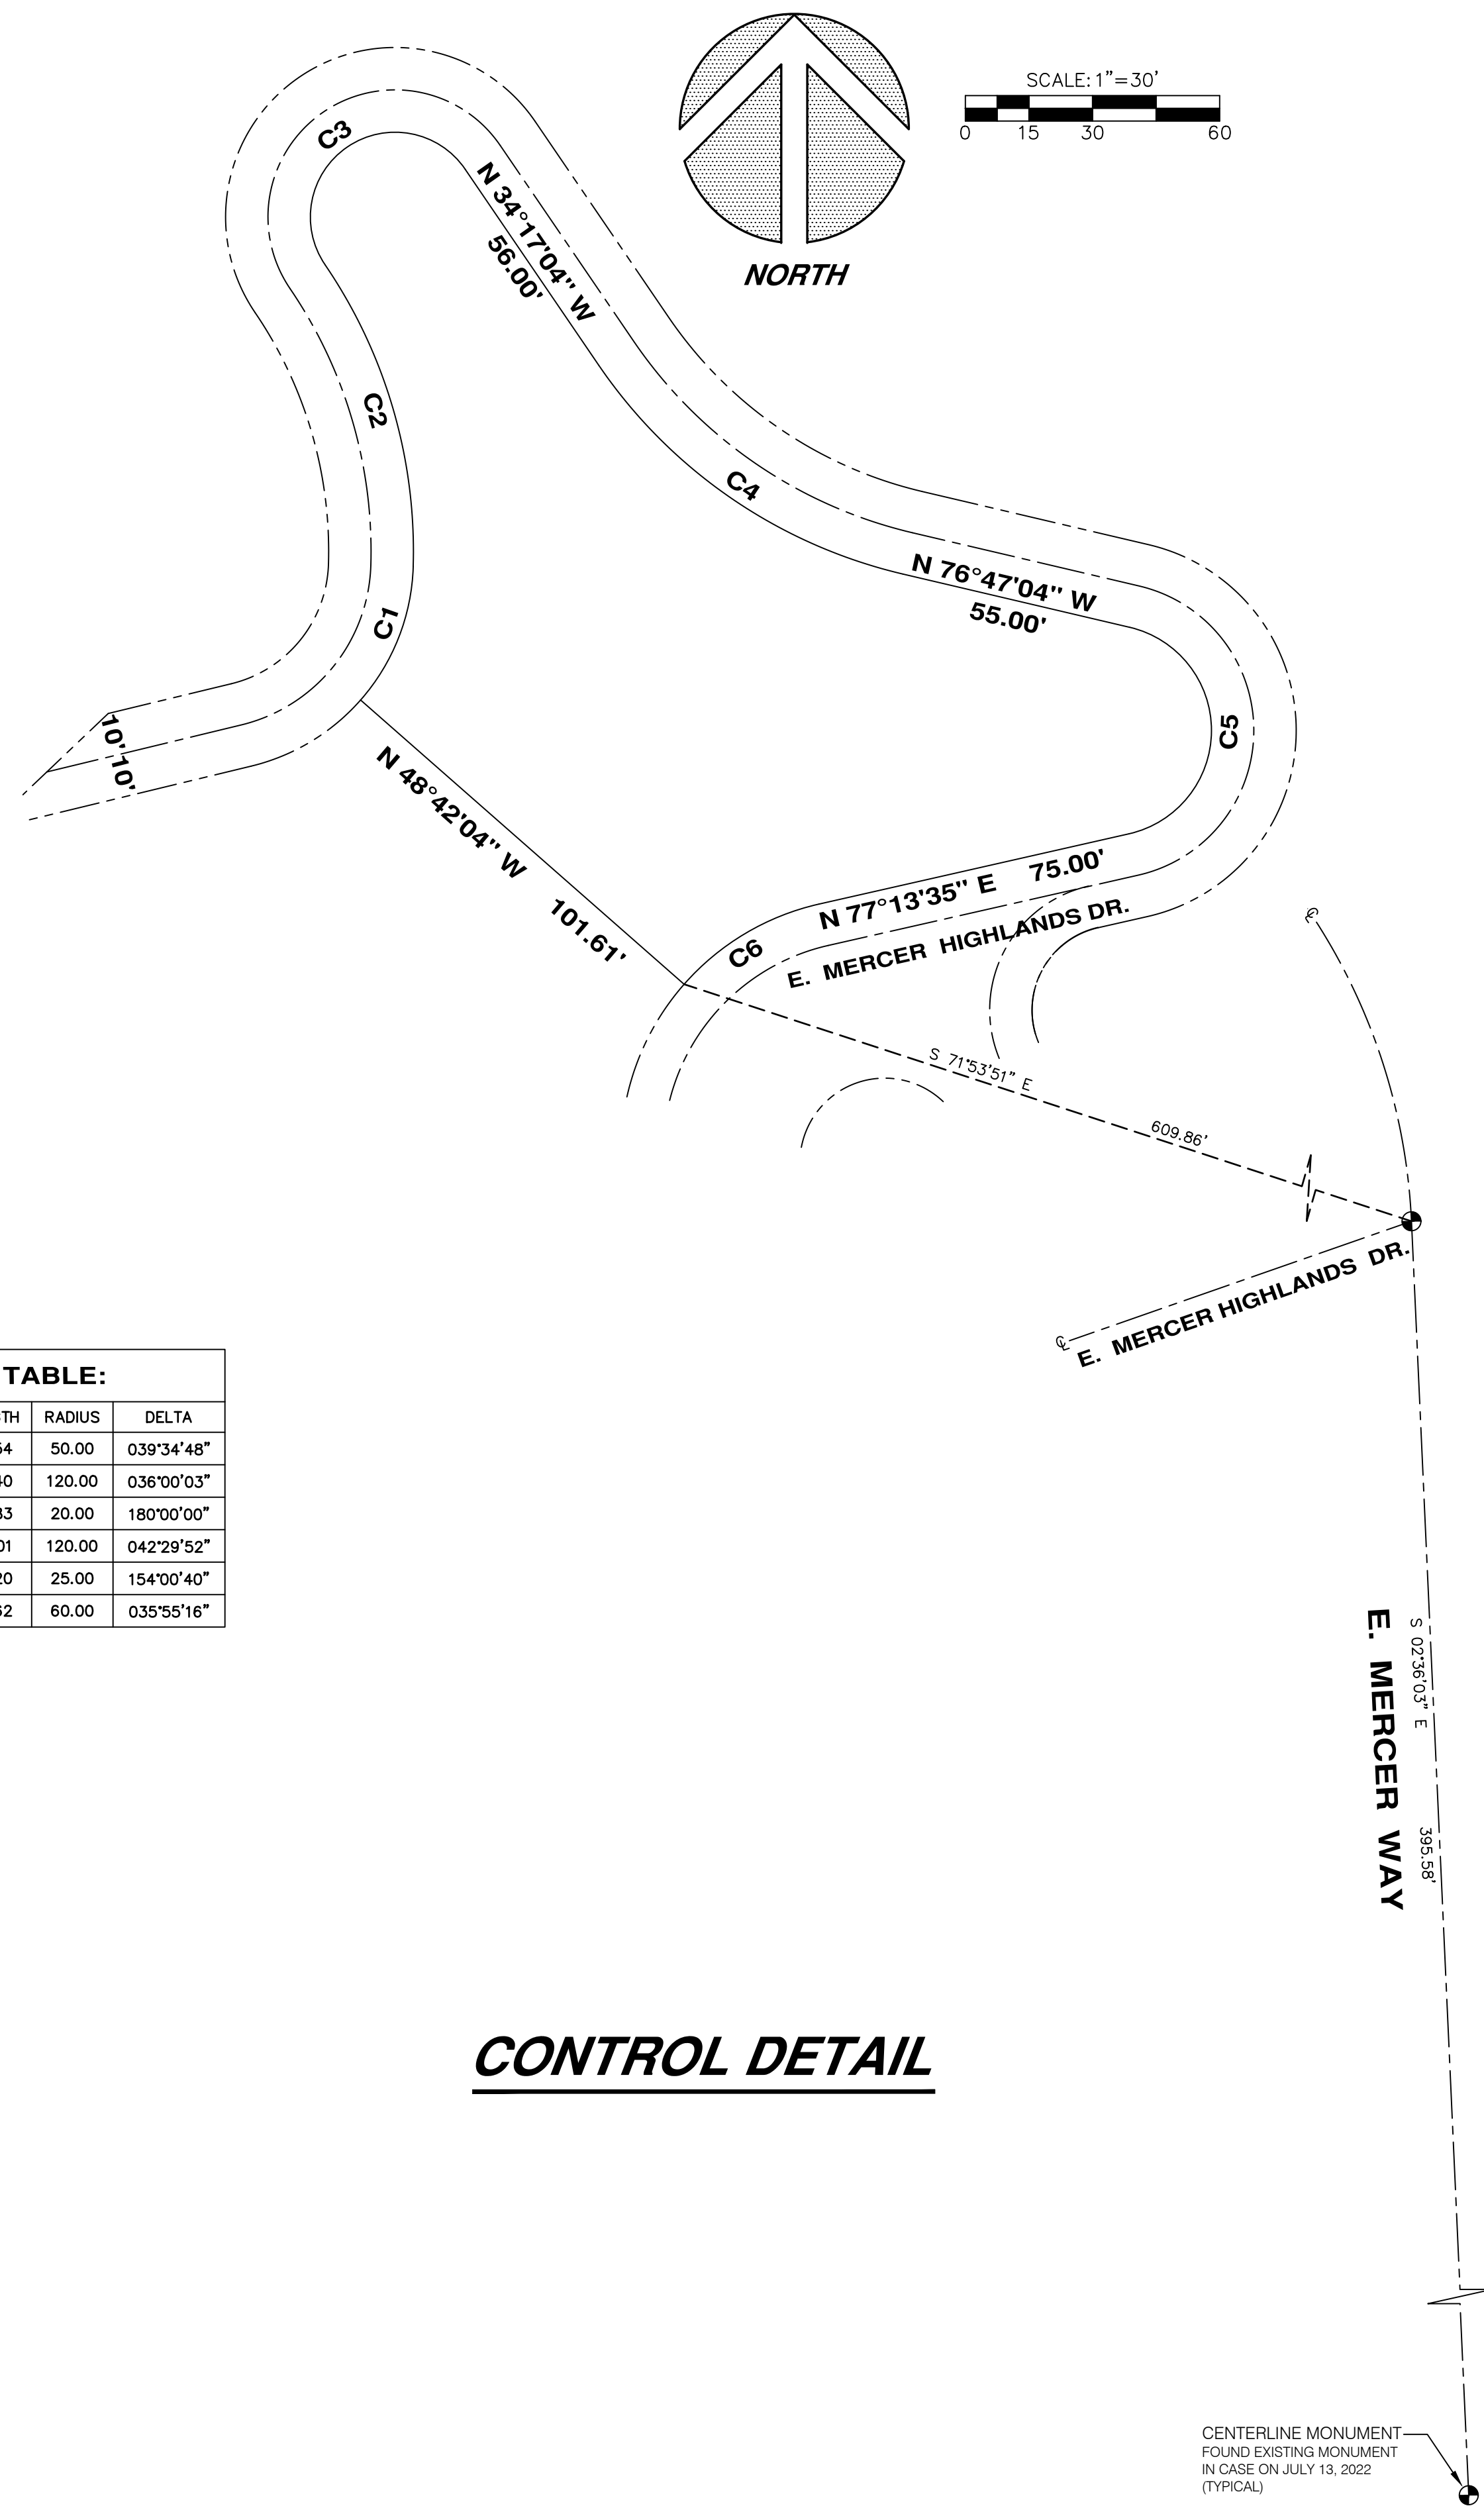 SCALE: 1"=30'
0 15 30 60
NORTH
C3
N 34°17'04" W
56.00'
C2
C4
N 76°47'04" W
55.00'
C1
C5
10' 10'
N 48°42'04" W 101.61'
N 77°13'35" E 75.00'
C6
E. MERCER HIGHLANDS DR.
℄
S 71°53'51" E 609.86'
℄
E. MERCER HIGHLANDS DR.
TABLE:
RADIUS DELTA
50.00 039°34'48"
120.00 036°00'03"
20.00 180°00'00"
120.00 042°29'52"
25.00 154°00'40"
60.00 035°55'16"
E. MERCER WAY
S 02°36'03" E 395.58'
CONTROL DETAIL
CENTERLINE MONUMENT
FOUND EXISTING MONUMENT
IN CASE ON JULY 13, 2022
(TYPICAL)